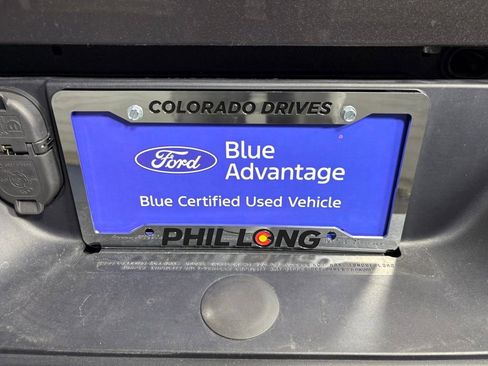 COLORADO DRIVES
Ford
Blue
Advantage
Blue Certified Used Vehicle
PHIL LONG